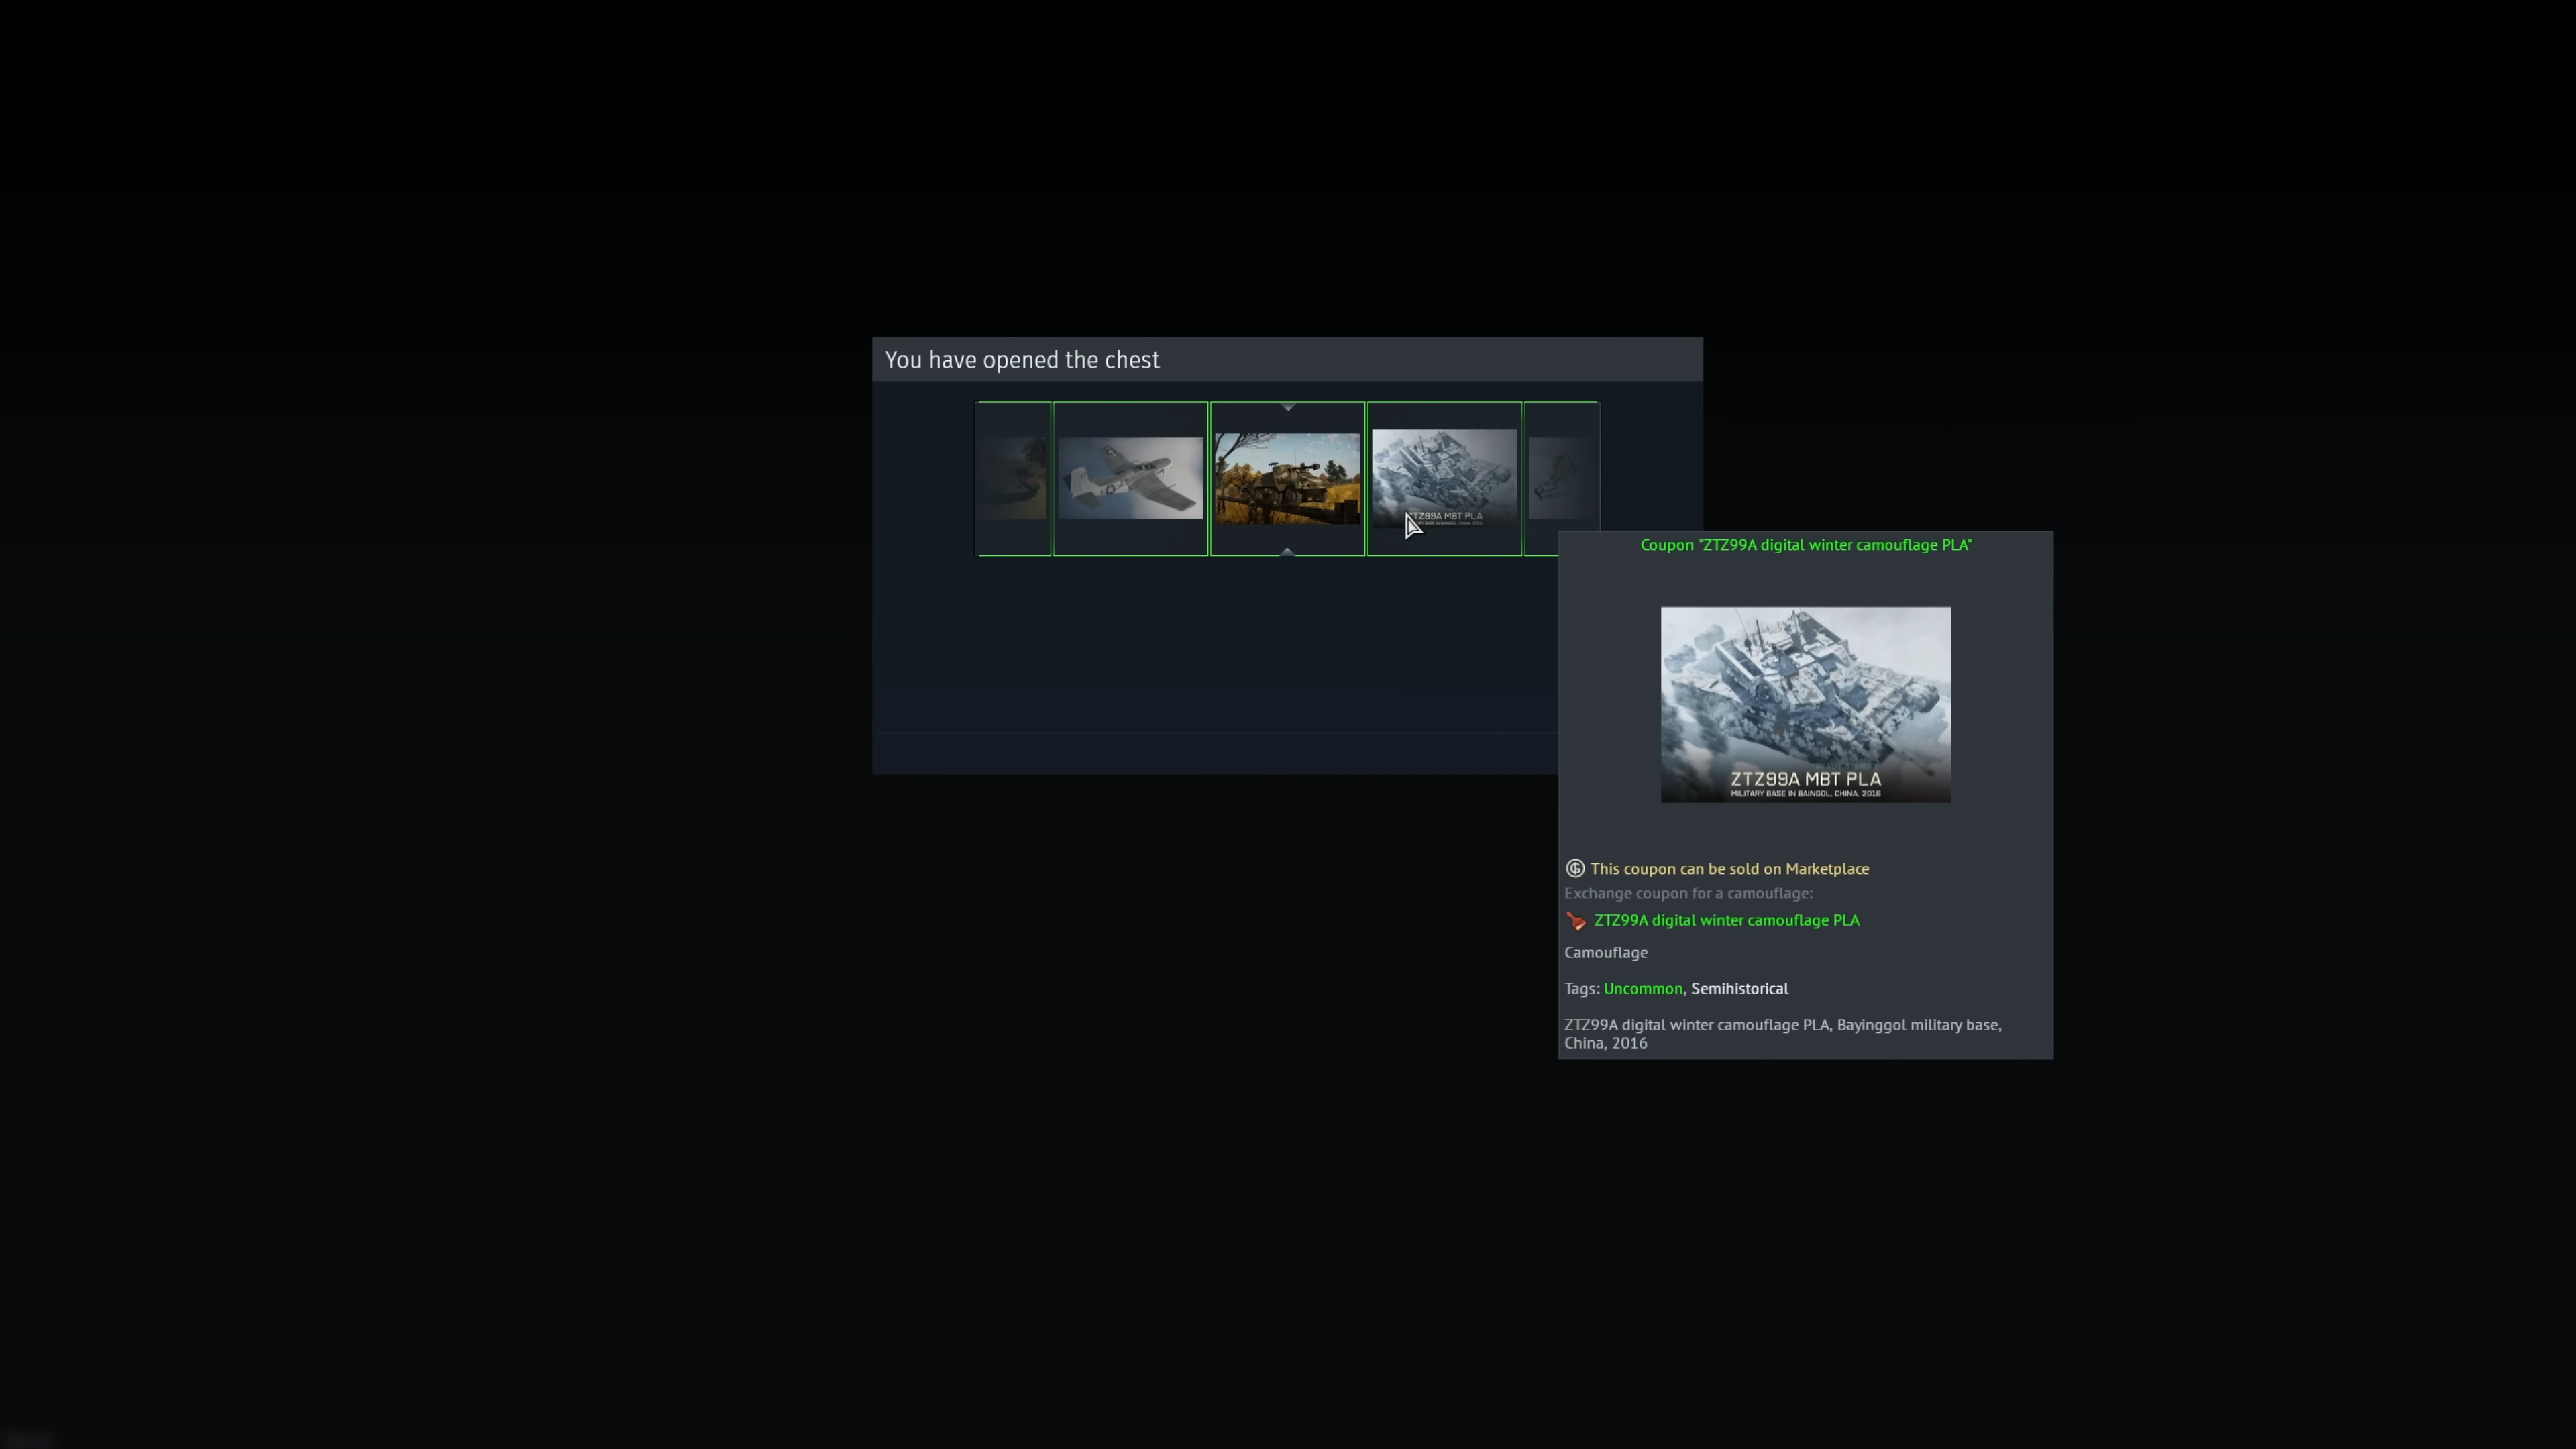 You have opened the chest
ZTZ99A MBT PLA
Coupon "ZTZ99A digital winter camouflage PLA"
ZTZ99A MBT PLA
MILITARY BASE IN BAINGOL, CHINA, 2016
This coupon can be sold on Marketplace
Exchange coupon for a camouflage:
ZTZ99A digital winter camouflage PLA
Camouflage
Tags: Uncommon, Semihistorical
ZTZ99A digital winter camouflage PLA, Bayinggol military base,
China, 2016